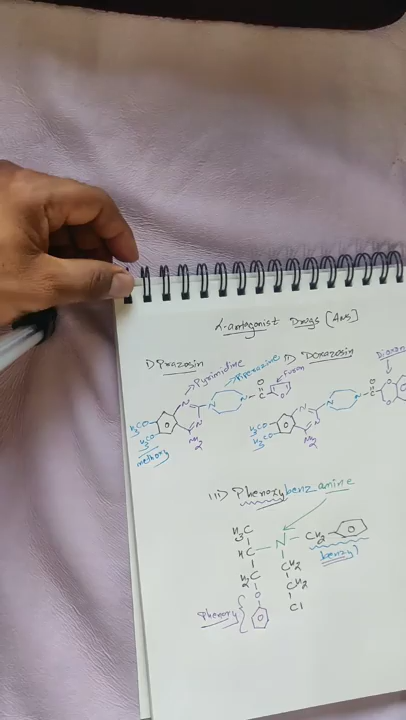 α-antagonist Drugs [ANS]
I) Prazosin
II) Doxazosin
Pyrimidine
Piperazine
Furan
Dioxan
H3CO
H3CO
methoxy
N
N
NH2
N
N
C
O
O
H3CO
H3CO
N
N
NH2
N
N
C
O
O
O
III) Phenoxybenzamine
H3C
HC
N
CH2
benzyl
H2C
O
Phenoxy
CH2
CH2
Cl